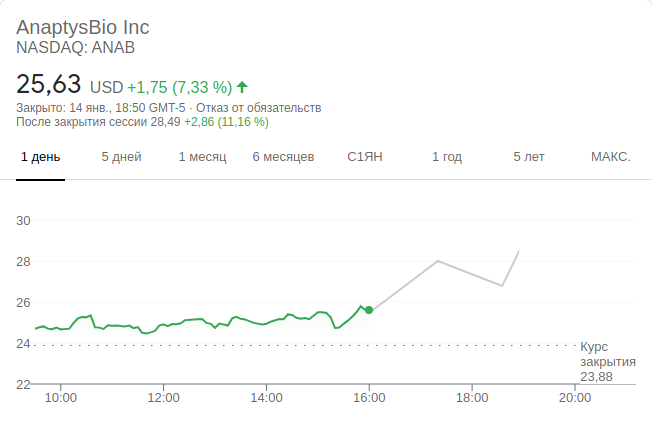 AnaptysBio Inc
NASDAQ: ANAB
25,63 USD +1,75 (7,33 %)
Закрыто: 14 янв., 18:50 GMT-5 · Отказ от обязательств
После закрытия сессии 28,49 +2,86 (11,16 %)
1 день 5 дней 1 месяц 6 месяцев С1ЯН 1 год 5 лет МАКС.
30
28
26
24
22
Курс
закрытия
23,88
10:00 12:00 14:00 16:00 18:00 20:00